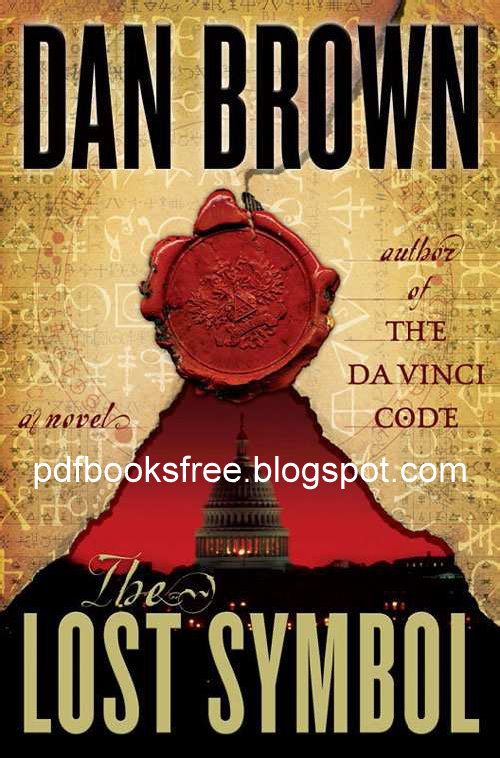 DAN BROWN
author
of
THE
DA VINCI
CODE
a novel
pdfbooksfree.blogspot.com
The
LOST SYMBOL